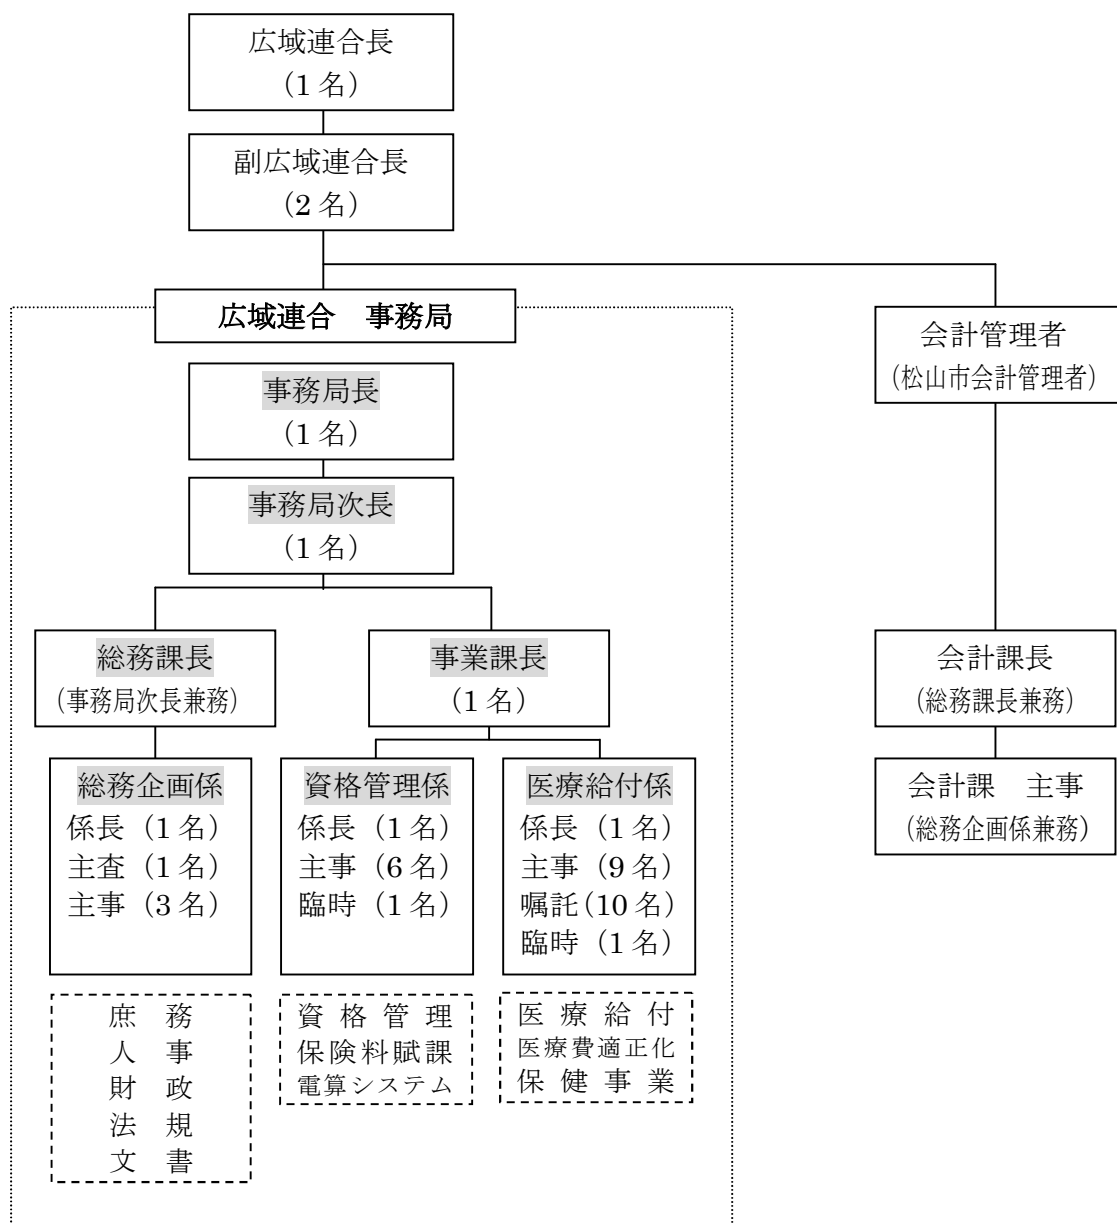 広域連合長
（1 名）
副広域連合長
（2 名）
広域連合　事務局
会計管理者
（松山市会計管理者）
事務局長
（1 名）
事務局次長
（1 名）
総務課長
（事務局次長兼務）
事業課長
（1 名）
会計課長
（総務課長兼務）
総務企画係
係長（1 名）
主査（1 名）
主事（3 名）
資格管理係
係長（1 名）
主事（6 名）
臨時（1 名）
医療給付係
係長（1 名）
主事（9 名）
嘱託（10 名）
臨時（1 名）
会計課　主事
（総務企画係兼務）
庶　務
人　事
財　政
法　規
文　書
資 格 管 理
保険料賦課
電算システム
医 療 給 付
医療費適正化
保 健 事 業